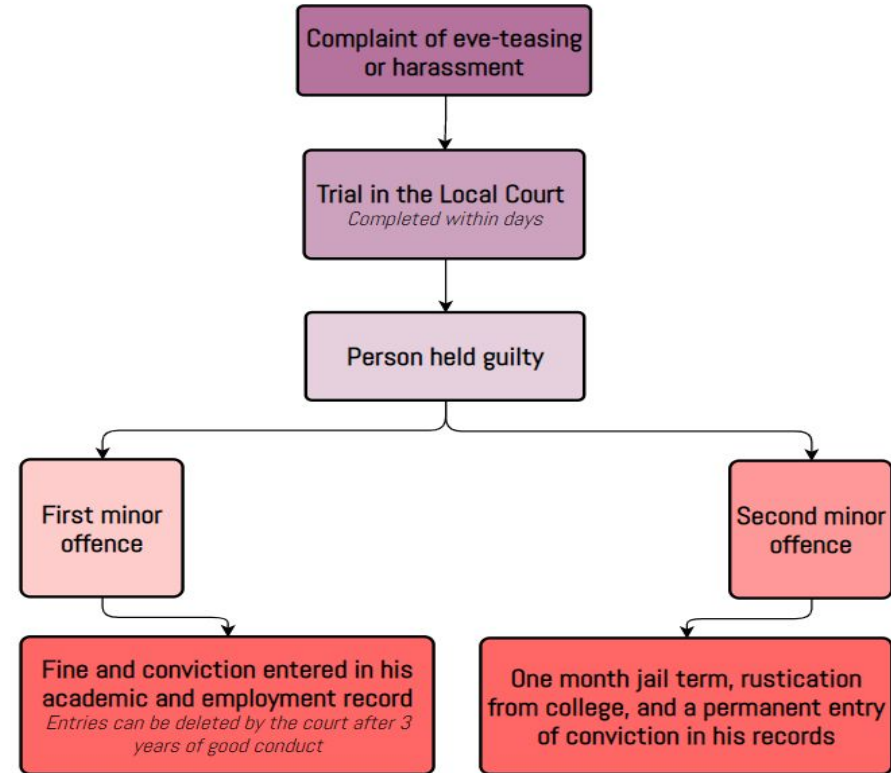 Complaint of eve-teasing
or harassment
Trial in the Local Court
Completed within days
Person held guilty
First minor
offence
Second minor
offence
Fine and conviction entered in his
academic and employment record
Entries can be deleted by the court after 3
years of good conduct
One month jail term, rustication
from college, and a permanent entry
of conviction in his records